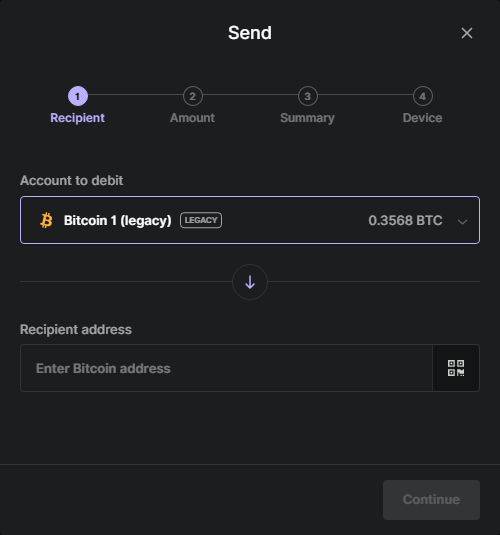 Send
1 2 3 4
Recipient Amount Summary Device
Account to debit
Bitcoin 1 (legacy) LEGACY 0.3568 BTC
Recipient address
Enter Bitcoin address
Continue